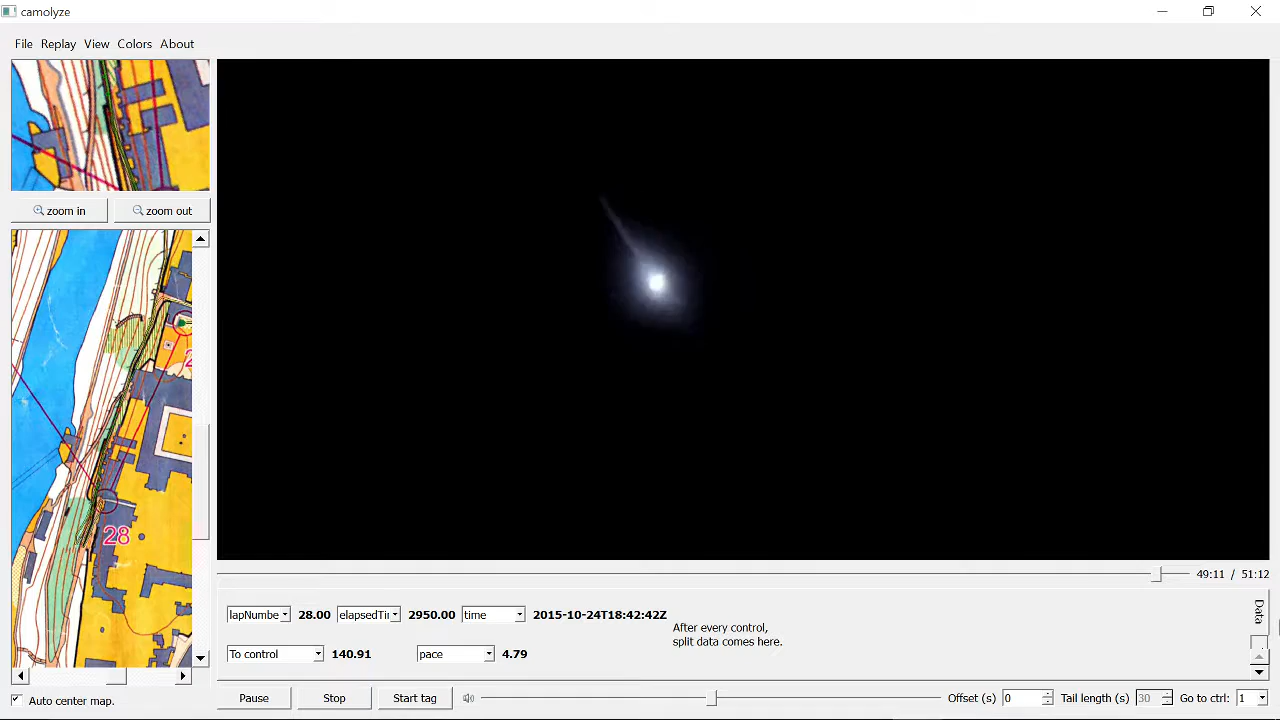 camolyze
File Replay View Colors About
zoom in zoom out
28
49:11 / 51:12
Data
lapNumbe 28.00 elapsedTi 2950.00 time 2015-10-24T18:42:42Z
After every control,
split data comes here.
To control 140.91 pace 4.79
Auto center map.
Pause Stop Start tag Offset (s) 0 Tail length (s) 30 Go to ctrl: 1